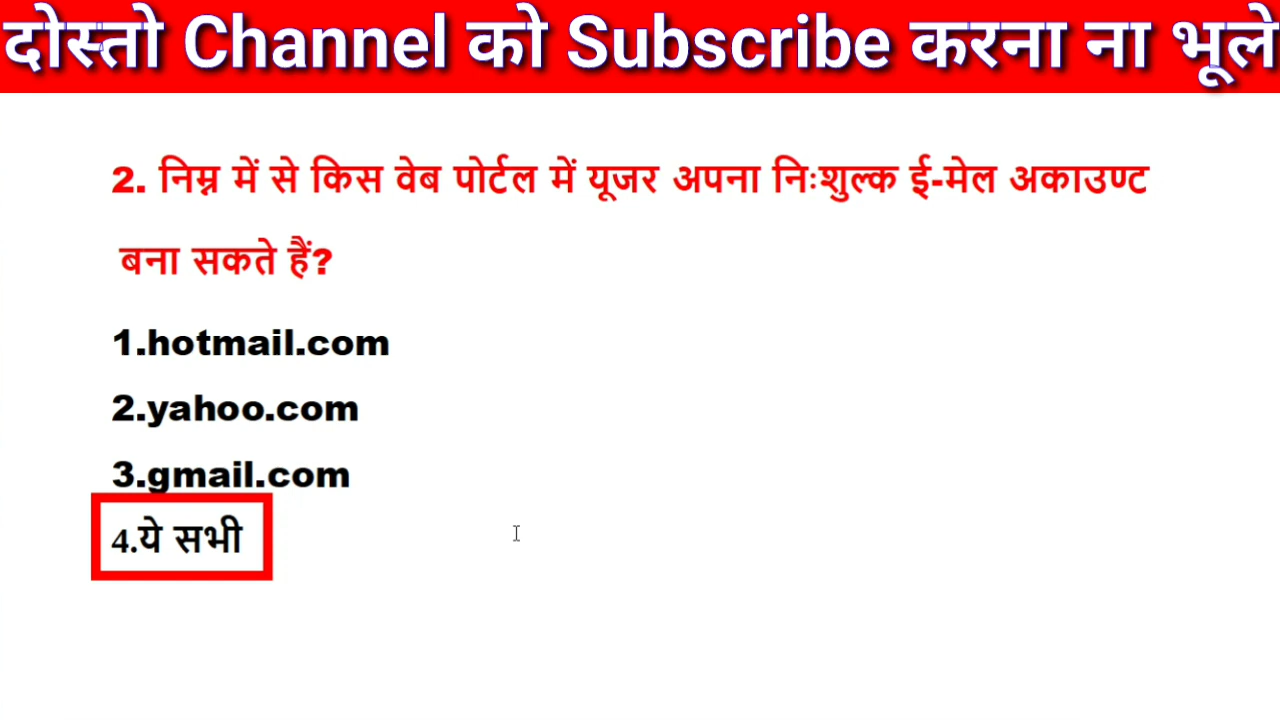 दोस्तो Channel को Subscribe करना ना भूले
2. निम्न में से किस वेब पोर्टल में यूजर अपना निःशुल्क ई-मेल अकाउण्ट
बना सकते हैं?
1.hotmail.com
2.yahoo.com
3.gmail.com
4.ये सभी